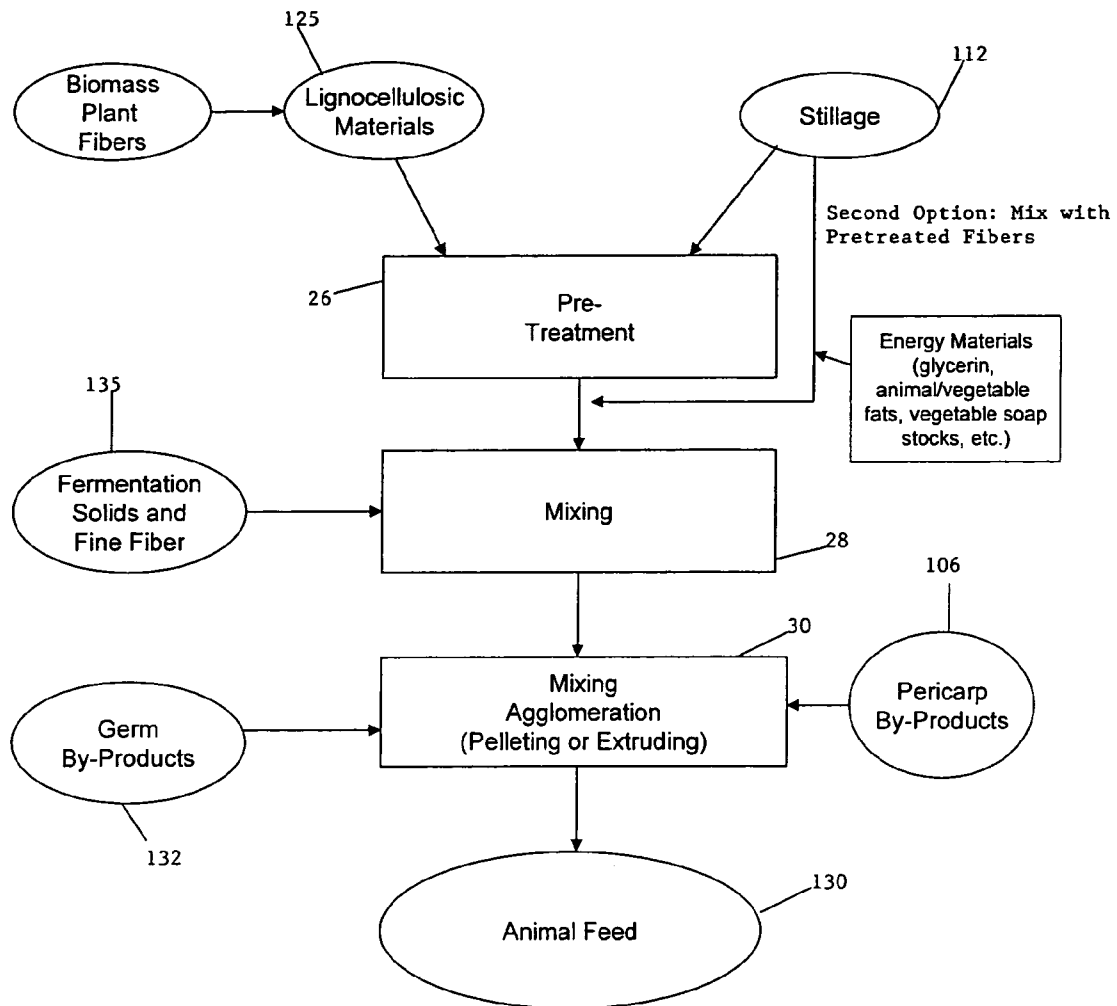 125
112
Biomass
Plant
Fibers
Lignocellulosic
Materials
Stillage
Second Option: Mix with
Pretreated Fibers
26
Pre-
Treatment
Energy Materials
(glycerin,
animal/vegetable
fats, vegetable soap
stocks, etc.)
135
Fermentation
Solids and
Fine Fiber
Mixing
28
106
30
Mixing
Agglomeration
(Pelleting or Extruding)
Germ
By-Products
Pericarp
By-Products
132
130
Animal Feed